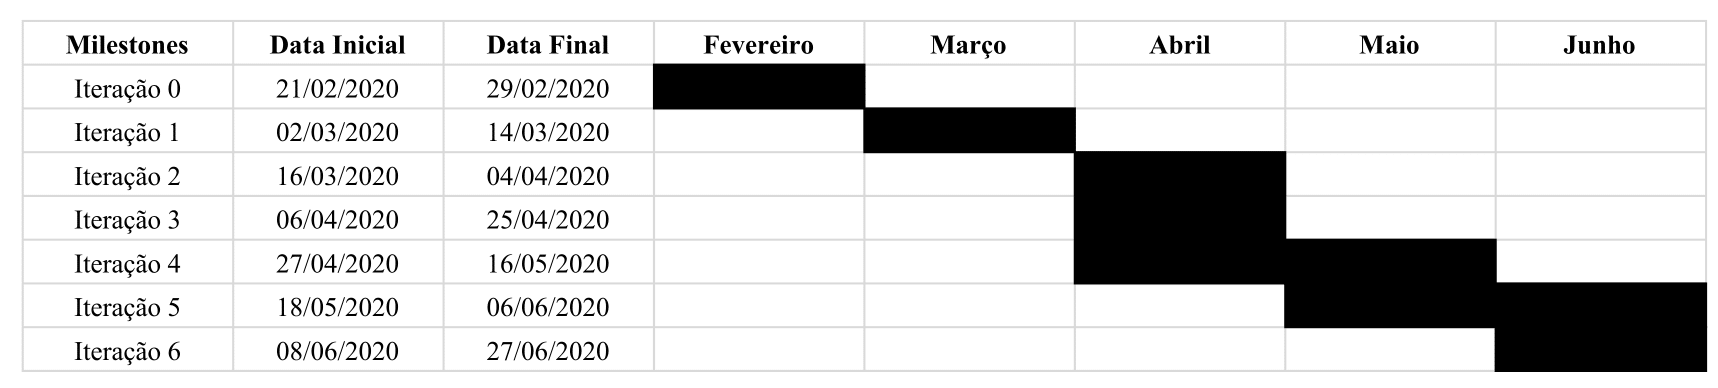 Milestones Data Inicial Data Final Fevereiro Março Abril Maio Junho
Iteração 0 21/02/2020 29/02/2020
Iteração 1 02/03/2020 14/03/2020
Iteração 2 16/03/2020 04/04/2020
Iteração 3 06/04/2020 25/04/2020
Iteração 4 27/04/2020 16/05/2020
Iteração 5 18/05/2020 06/06/2020
Iteração 6 08/06/2020 27/06/2020